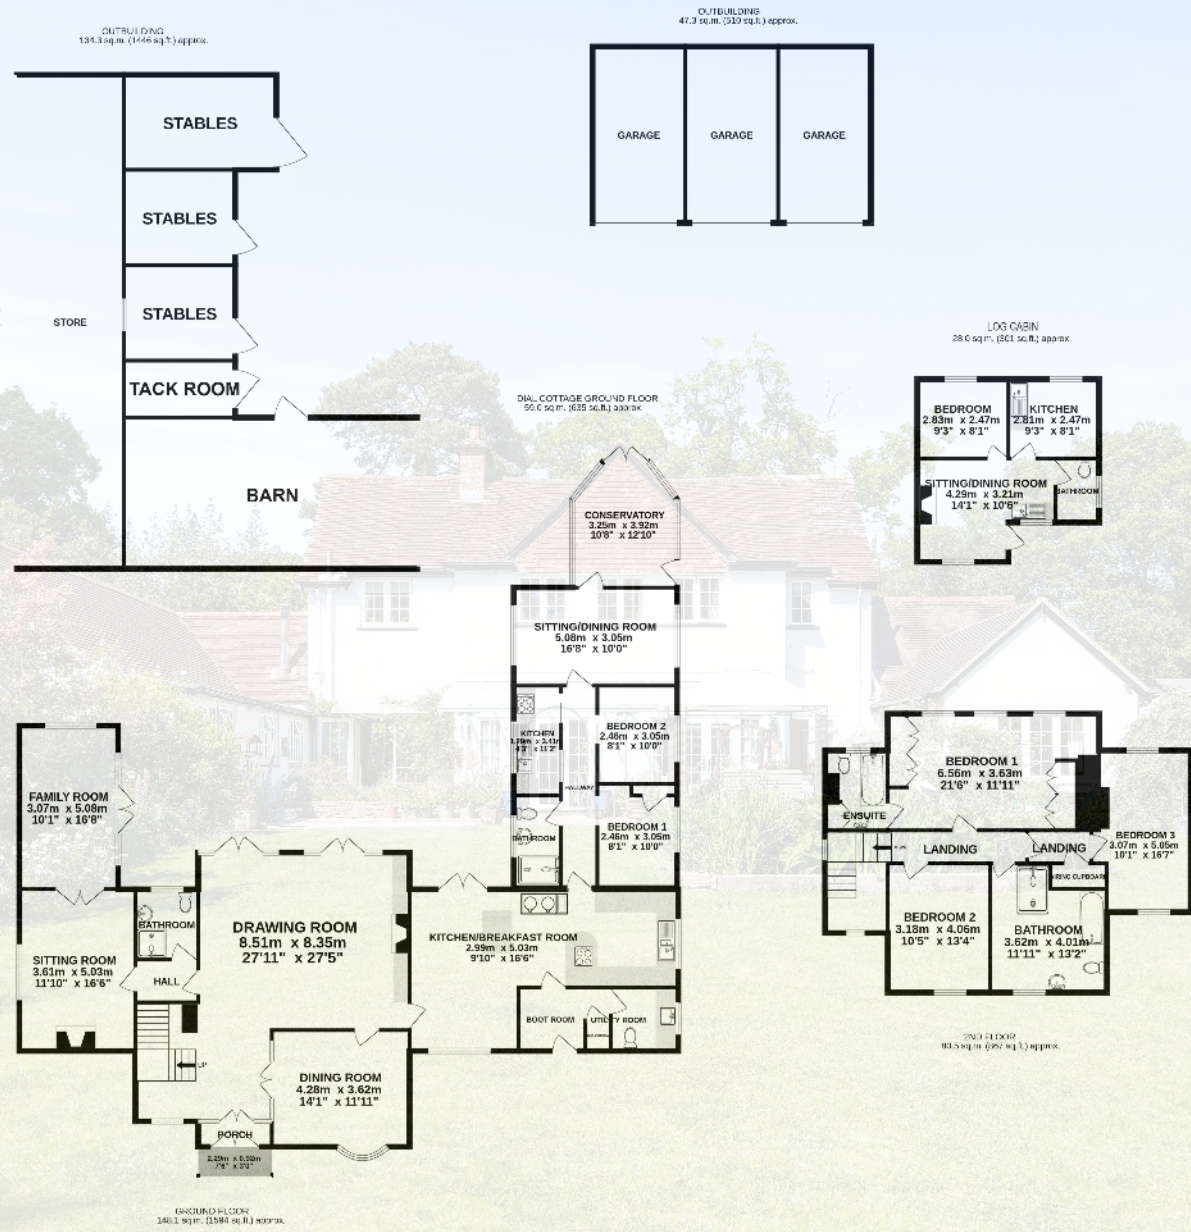 OUTBUILDING
134.3 sq.m. (1446 sq.ft.) approx.
STABLES
STABLES
STABLES
STORE
TACK ROOM
BARN
OUTBUILDING
47.3 sq.m. (510 sq.ft.) approx.
GARAGE
GARAGE
GARAGE
LOG CABIN
28.0 sq.m. (301 sq.ft.) approx.
BEDROOM
2.83m x 2.47m
9'3" x 8'1"
KITCHEN
2.81m x 2.47m
9'3" x 8'1"
SITTING/DINING ROOM
4.29m x 3.21m
14'1" x 10'6"
BATHROOM
DIAL COTTAGE GROUND FLOOR
59.0 sq.m. (635 sq.ft.) approx.
CONSERVATORY
3.25m x 3.92m
10'8" x 12'10"
SITTING/DINING ROOM
5.08m x 3.05m
16'8" x 10'0"
KITCHEN
BEDROOM 2
2.46m x 3.05m
8'1" x 10'0"
HALLWAY
BATHROOM
BEDROOM 1
2.46m x 3.05m
8'1" x 10'0"
FAMILY ROOM
3.07m x 5.08m
10'1" x 16'8"
BATHROOM
SITTING ROOM
3.61m x 5.03m
11'10" x 16'6"
HALL
DRAWING ROOM
8.51m x 8.35m
27'11" x 27'5"
KITCHEN/BREAKFAST ROOM
2.99m x 5.03m
9'10" x 16'6"
BOOT ROOM
UTILITY ROOM
UP
DINING ROOM
4.28m x 3.62m
14'1" x 11'11"
PORCH
GROUND FLOOR
148.1 sq.m. (1594 sq.ft.) approx.
BEDROOM 1
6.56m x 3.63m
21'6" x 11'11"
ENSUITE
LANDING
LANDING
BEDROOM 3
3.07m x 5.05m
10'1" x 16'7"
AIRING CUPBOARD
BEDROOM 2
3.18m x 4.06m
10'5" x 13'4"
BATHROOM
3.62m x 4.01m
11'11" x 13'2"
2ND FLOOR